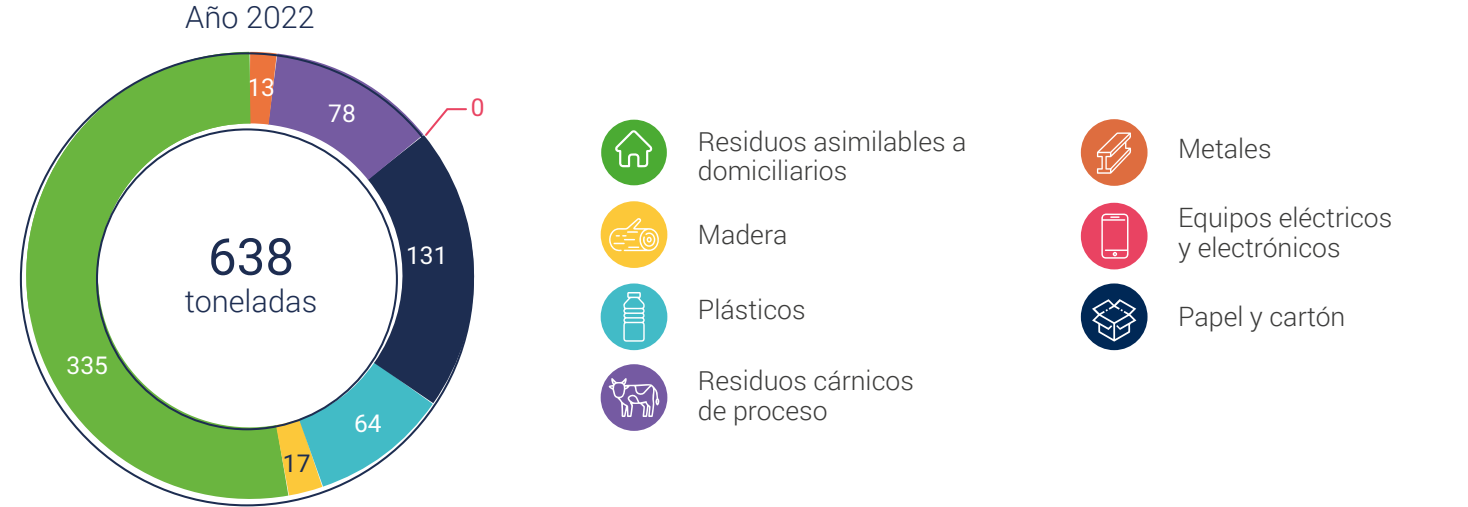 Año 2022
13
78
0
131
638
toneladas
335
64
17
Residuos asimilables a
domiciliarios
Madera
Plásticos
Residuos cárnicos
de proceso
Metales
Equipos eléctricos
y electrónicos
Papel y cartón